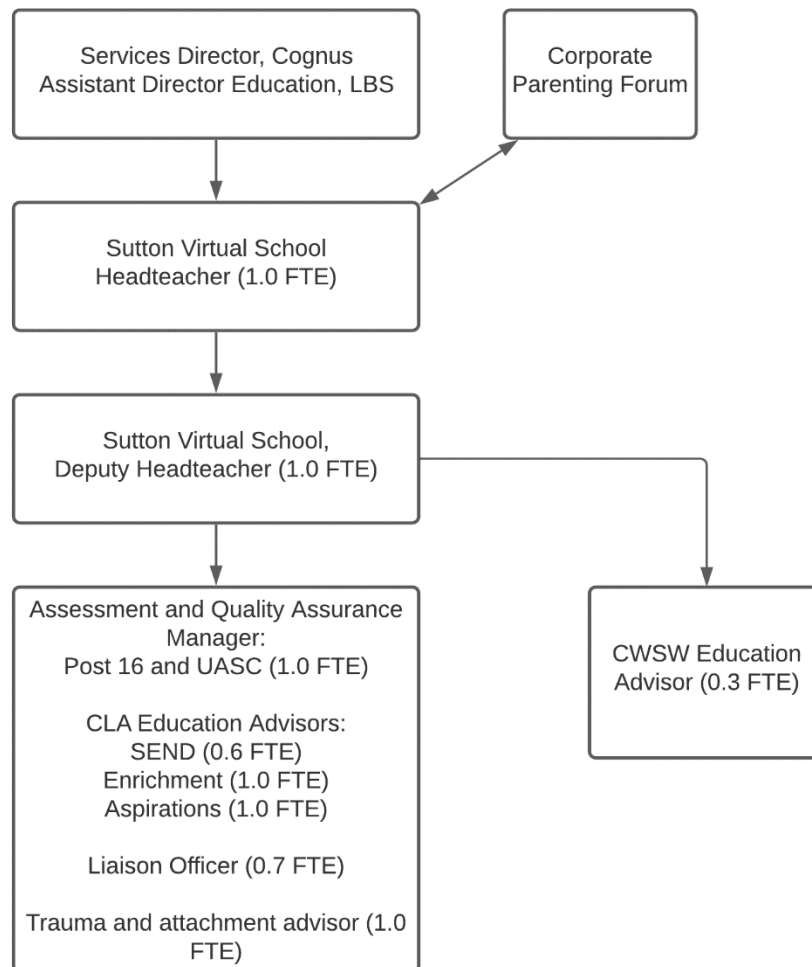 Services Director, Cognus
Assistant Director Education, LBS
Corporate
Parenting Forum
Sutton Virtual School
Headteacher (1.0 FTE)
Sutton Virtual School,
Deputy Headteacher (1.0 FTE)
Assessment and Quality Assurance
Manager:
Post 16 and UASC (1.0 FTE)
CLA Education Advisors:
SEND (0.6 FTE)
Enrichment (1.0 FTE)
Aspirations (1.0 FTE)
Liaison Officer (0.7 FTE)
Trauma and attachment advisor (1.0
FTE)
CWSW Education
Advisor (0.3 FTE)